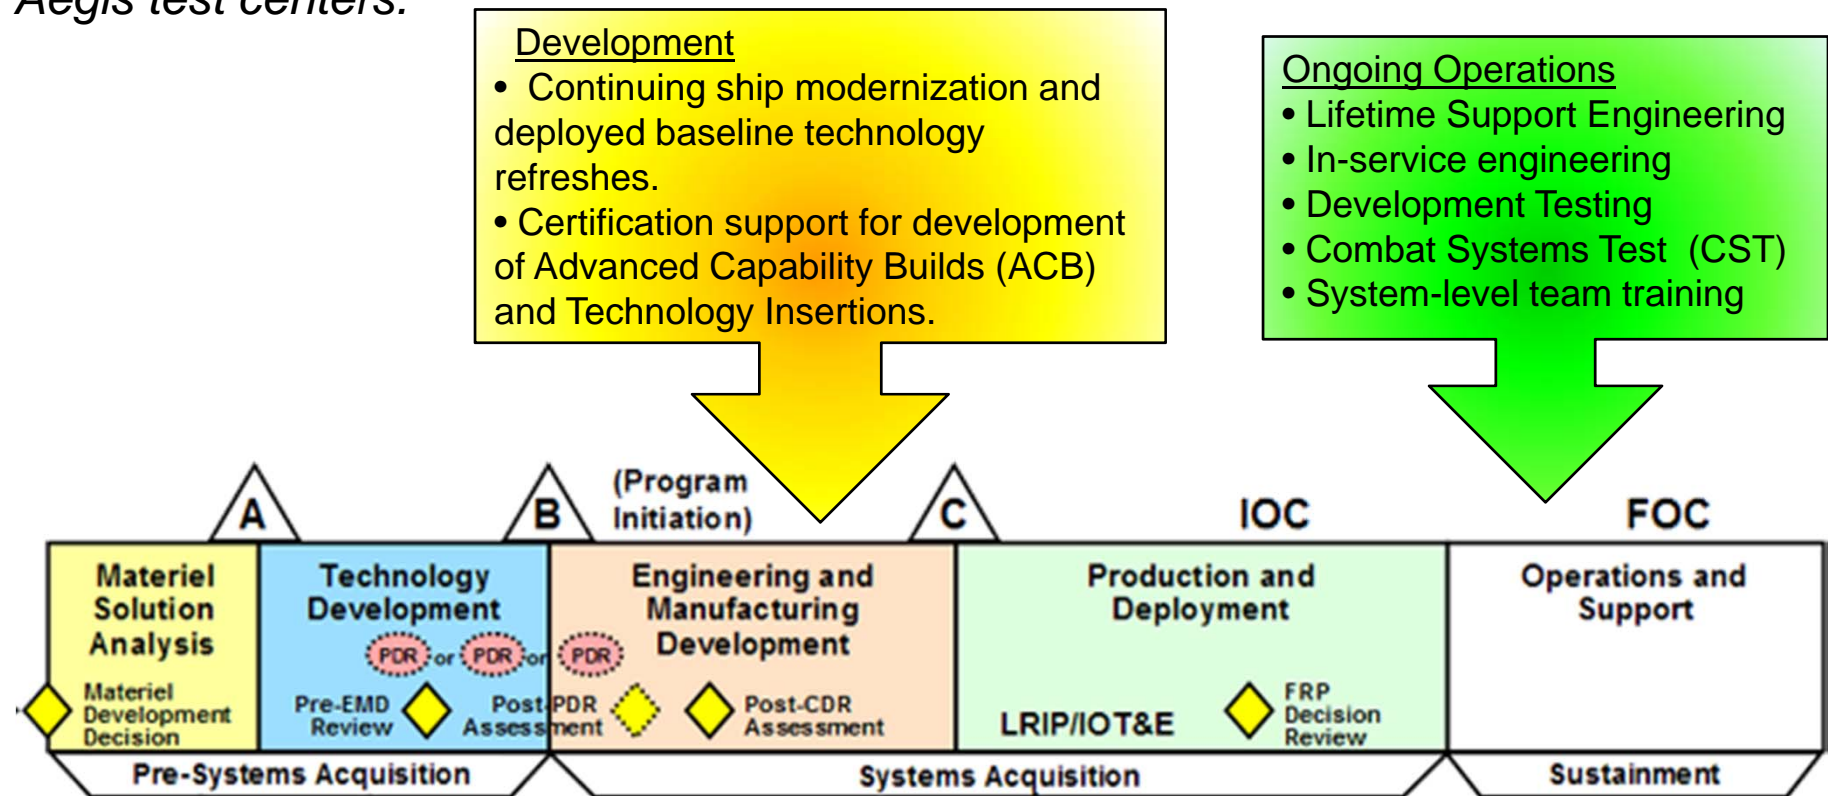 Aegis test centers.
Development
• Continuing ship modernization and
deployed baseline technology
refreshes.
• Certification support for development
of Advanced Capability Builds (ACB)
and Technology Insertions.
Ongoing Operations
• Lifetime Support Engineering
• In-service engineering
• Development Testing
• Combat Systems Test (CST)
• System-level team training
A
B
(Program
Initiation)
C
IOC
FOC
Materiel
Solution
Analysis
Technology
Development
Engineering and
Manufacturing
Development
Production and
Deployment
Operations and
Support
PDR or PDR or PDR
Materiel
Development
Decision
Pre-EMD
Review
Post-PDR
Assessment
Post-CDR
Assessment
LRIP/IOT&E
FRP
Decision
Review
Pre-Systems Acquisition
Systems Acquisition
Sustainment